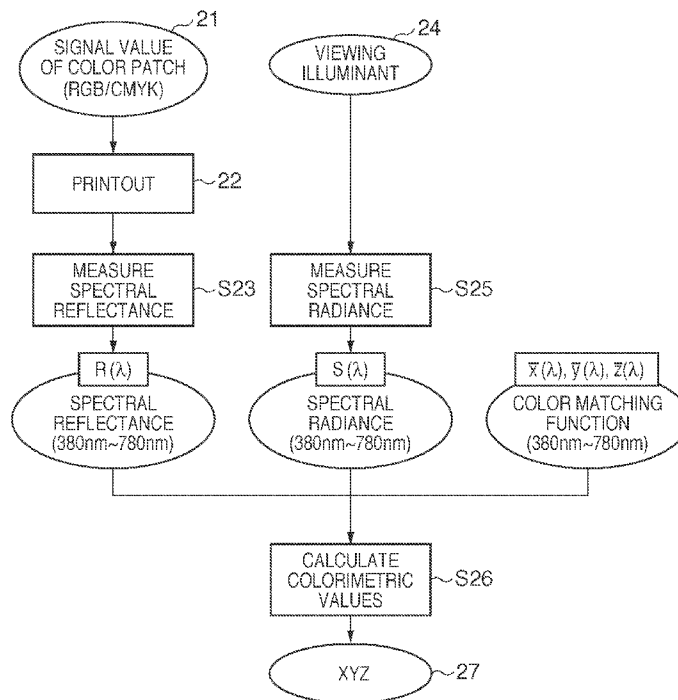 21
SIGNAL VALUE
OF COLOR PATCH
(RGB/CMYK)
24
VIEWING
ILLUMINANT
PRINTOUT
22
MEASURE
SPECTRAL
REFLECTANCE
S23
MEASURE
SPECTRAL
RADIANCE
S25
R(λ)
SPECTRAL
REFLECTANCE
(380nm~780nm)
S(λ)
SPECTRAL
RADIANCE
(380nm~780nm)
x̅(λ), y̅(λ), z̅(λ)
COLOR MATCHING
FUNCTION
(380nm~780nm)
CALCULATE
COLORIMETRIC
VALUES
S26
XYZ
27